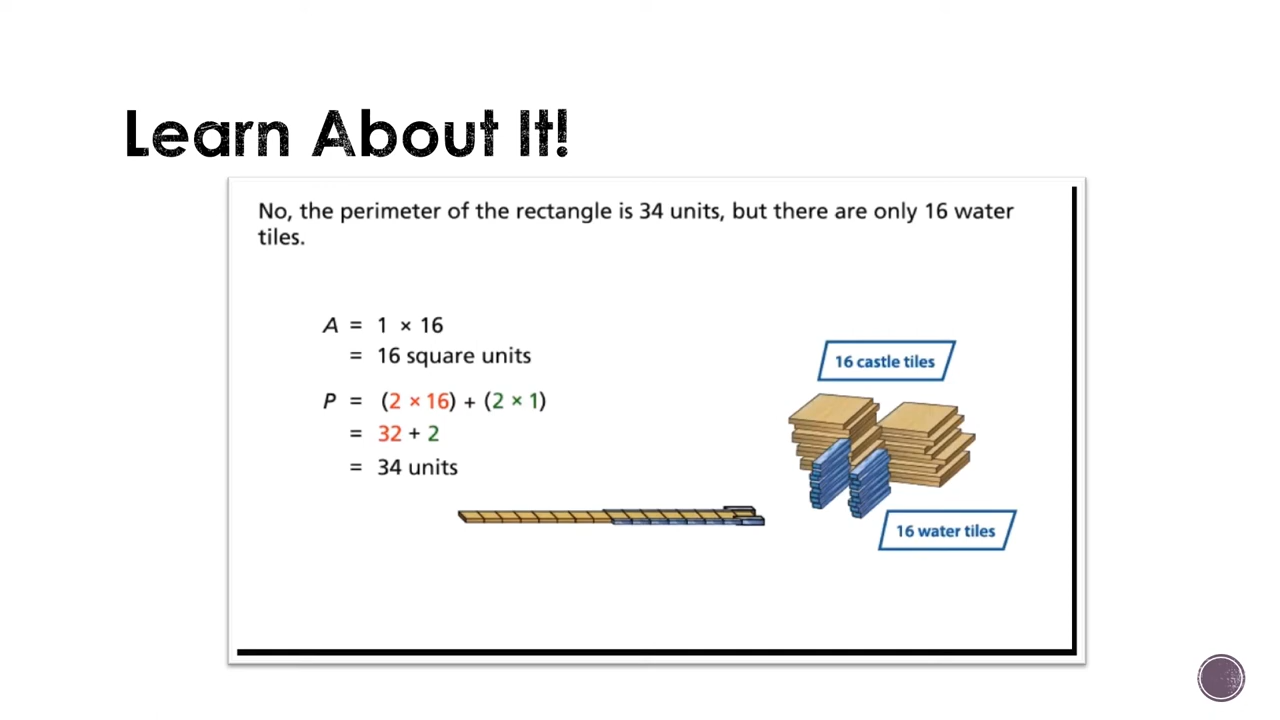 Learn About It!
No, the perimeter of the rectangle is 34 units, but there are only 16 water
tiles.
A = 1 × 16
= 16 square units
P = (2 × 16) + (2 × 1)
= 32 + 2
= 34 units
16 castle tiles
16 water tiles